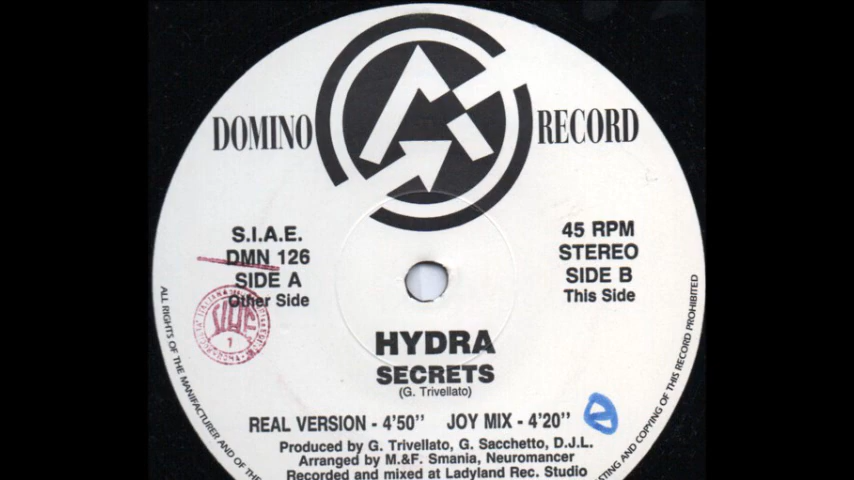 DOMINO RECORD
S.I.A.E.
DMN 126
SIDE A
Other Side
45 RPM
STEREO
SIDE B
This Side
HYDRA
SECRETS
(G. Trivellato)
REAL VERSION - 4'50" JOY MIX - 4'20"
Produced by G. Trivellato, G. Sacchetto, D.J.L.
Arranged by M.&F. Smania, Neuromancer
Recorded and mixed at Ladyland Rec. Studio
ALL RIGHTS OF THE MANUFACTURER AND OF
AND COPYING OF THIS RECORD PROHIBITED